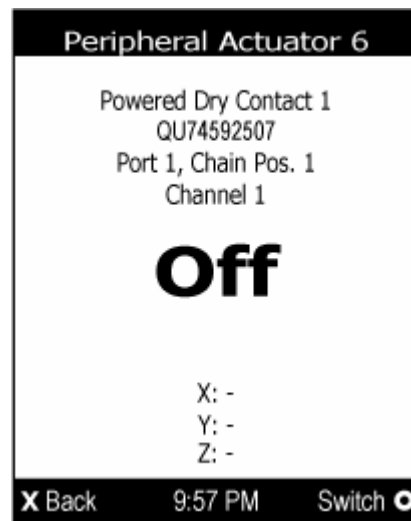 Peripheral Actuator 6
Powered Dry Contact 1
QU74592507
Port 1, Chain Pos. 1
Channel 1
Off
X: -
Y: -
Z: -
X Back 9:57 PM Switch O